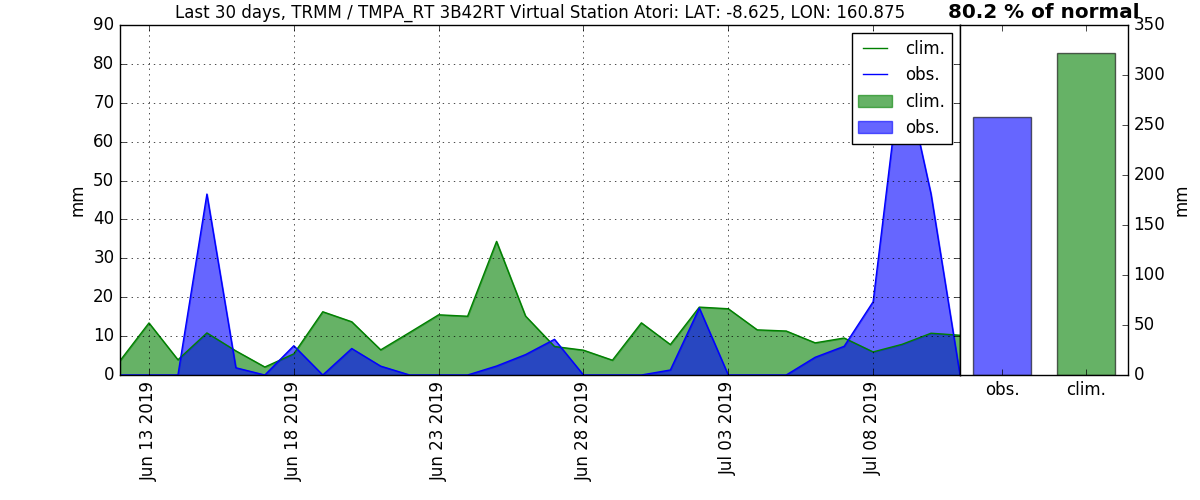 Last 30 days, TRMM / TMPA_RT 3B42RT Virtual Station Atori: LAT: -8.625, LON: 160.875
80.2 % of normal
90
80
70
60
50
40
30
20
10
0
mm
clim.
obs.
clim.
obs.
Jun 13 2019
Jun 18 2019
Jun 23 2019
Jun 28 2019
Jul 03 2019
Jul 08 2019
350
300
250
200
150
100
50
0
mm
obs.
clim.